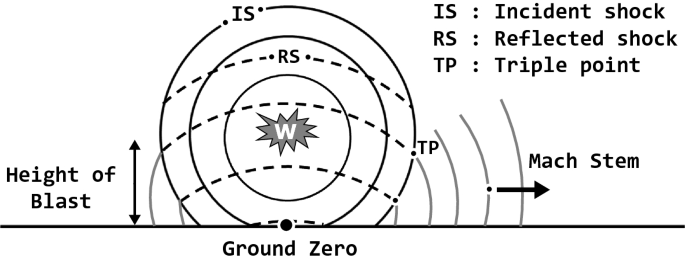 IS
IS : Incident shock
RS : Reflected shock
TP : Triple point
RS
W
TP
Mach Stem
Height of
Blast
Ground Zero